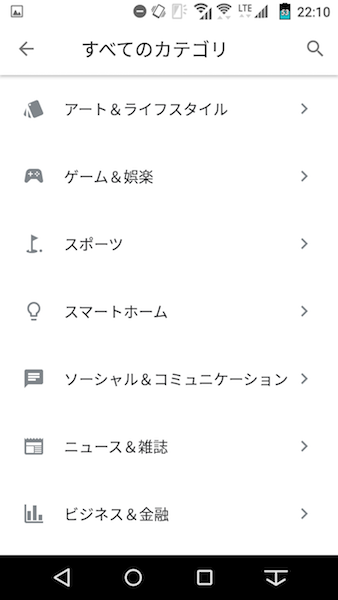 LTE 53 22:10
すべてのカテゴリ
アート＆ライフスタイル
ゲーム＆娯楽
スポーツ
スマートホーム
ソーシャル＆コミュニケーション
ニュース＆雑誌
ビジネス＆金融